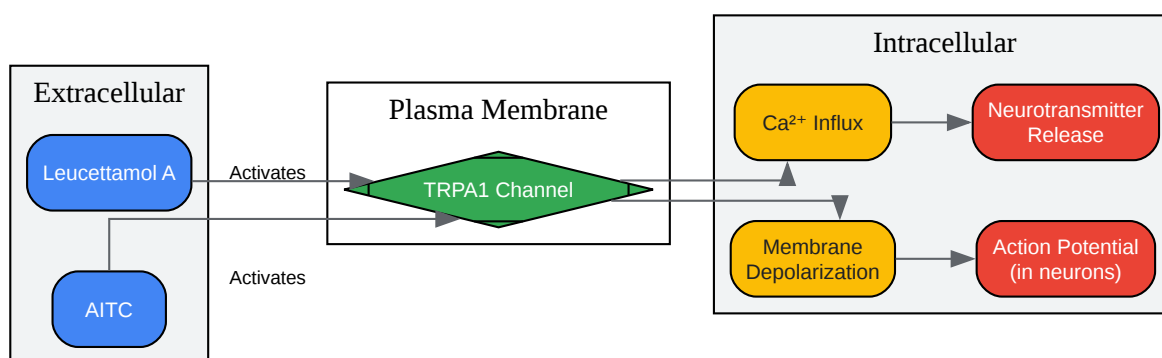 Extracellular
Leucettamol A
AITC
Activates
Activates
Plasma Membrane
TRPA1 Channel
Intracellular
Ca²⁺ Influx
Neurotransmitter
Release
Membrane
Depolarization
Action Potential
(in neurons)